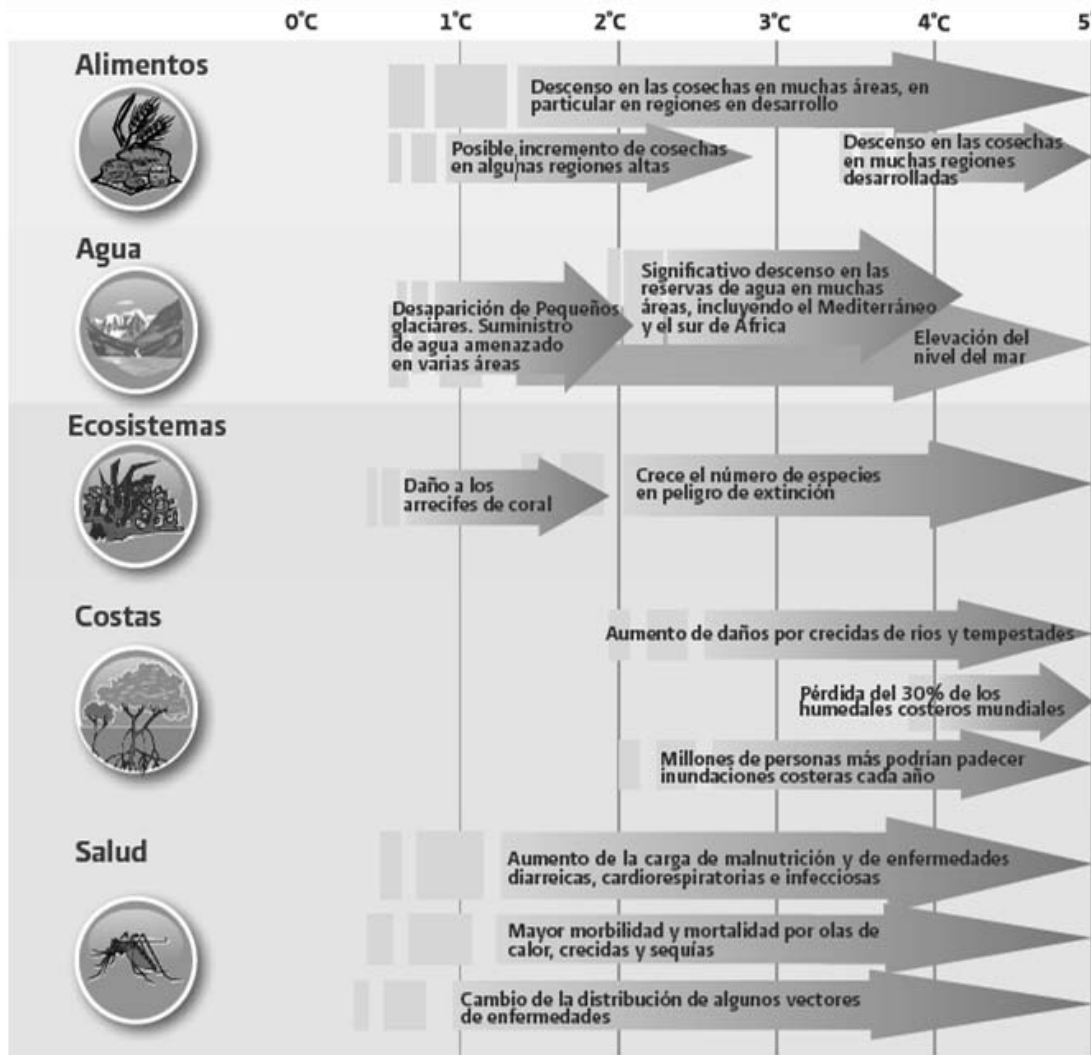 0°C 1°C 2°C 3°C 4°C 5
Alimentos
Descenso en las cosechas en muchas áreas, en
particular en regiones en desarrollo
Posible incremento de cosechas
en algunas regiones altas
Descenso en las cosechas
en muchas regiones
desarrolladas
Agua
Desaparición de Pequeños
glaciares. Suministro
de agua amenazado
en varias áreas
Significativo descenso en las
reservas de agua en muchas
áreas, incluyendo el Mediterráneo
y el sur de África
Elevación del
nivel del mar
Ecosistemas
Daño a los
arrecifes de coral
Crece el número de especies
en peligro de extinción
Costas
Aumento de daños por crecidas de ríos y tempestades
Pérdida del 30% de los
humedales costeros mundiales
Millones de personas más podrían padecer
inundaciones costeras cada año
Salud
Aumento de la carga de malnutrición y de enfermedades
diarreicas, cardiorespiratorias e infecciosas
Mayor morbilidad y mortalidad por olas de
calor, crecidas y sequías
Cambio de la distribución de algunos vectores
de enfermedades